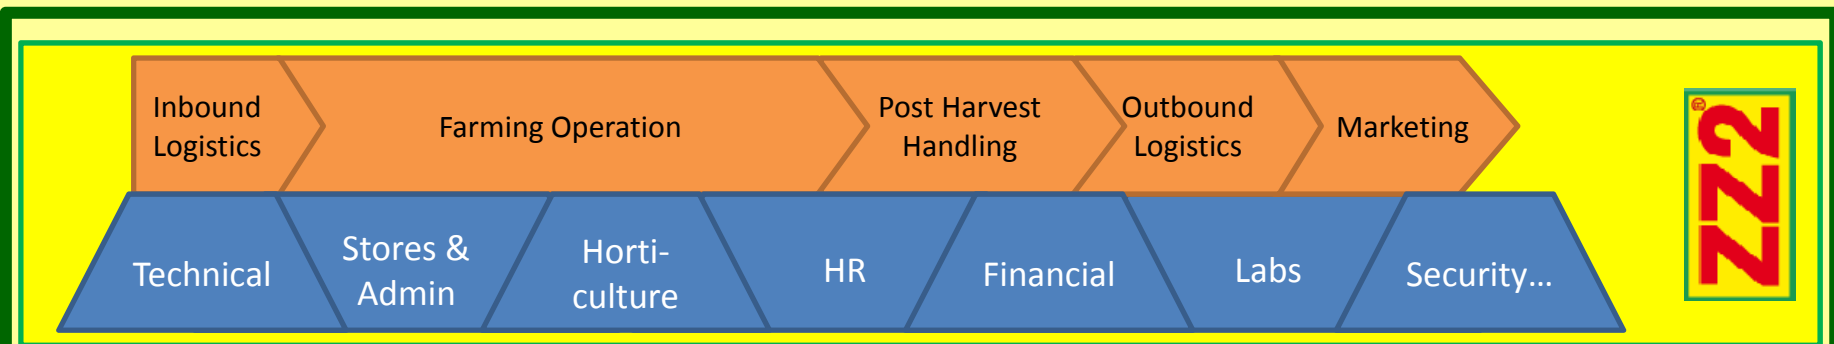 Inbound
Logistics
Farming Operation
Post Harvest
Handling
Outbound
Logistics
Marketing
Technical
Stores &
Admin
Horti-
culture
HR
Financial
Labs
Security...
ZZ2
®